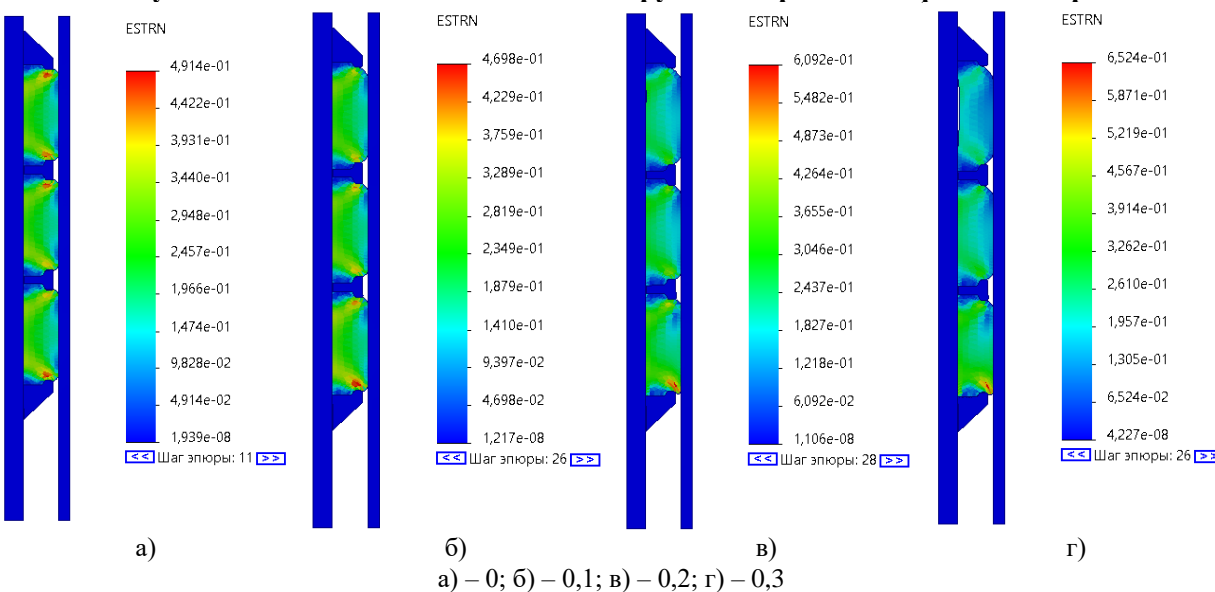 ESTRN
4,914e-01
4,422e-01
3,931e-01
3,440e-01
2,948e-01
2,457e-01
1,966e-01
1,474e-01
9,828e-02
4,914e-02
1,939e-08
<< Шаг эпюры: 11 >>
а)
ESTRN
4,698e-01
4,229e-01
3,759e-01
3,289e-01
2,819e-01
2,349e-01
1,879e-01
1,410e-01
9,397e-02
4,698e-02
1,217e-08
<< Шаг эпюры: 26 >>
б)
ESTRN
6,092e-01
5,482e-01
4,873e-01
4,264e-01
3,655e-01
3,046e-01
2,437e-01
1,827e-01
1,218e-01
6,092e-02
1,106e-08
<< Шаг эпюры: 28 >>
в)
ESTRN
6,524e-01
5,871e-01
5,219e-01
4,567e-01
3,914e-01
3,262e-01
2,610e-01
1,957e-01
1,305e-01
6,524e-02
4,227e-08
<< Шаг эпюры: 26 >>
г)
а) – 0; б) – 0,1; в) – 0,2; г) – 0,3